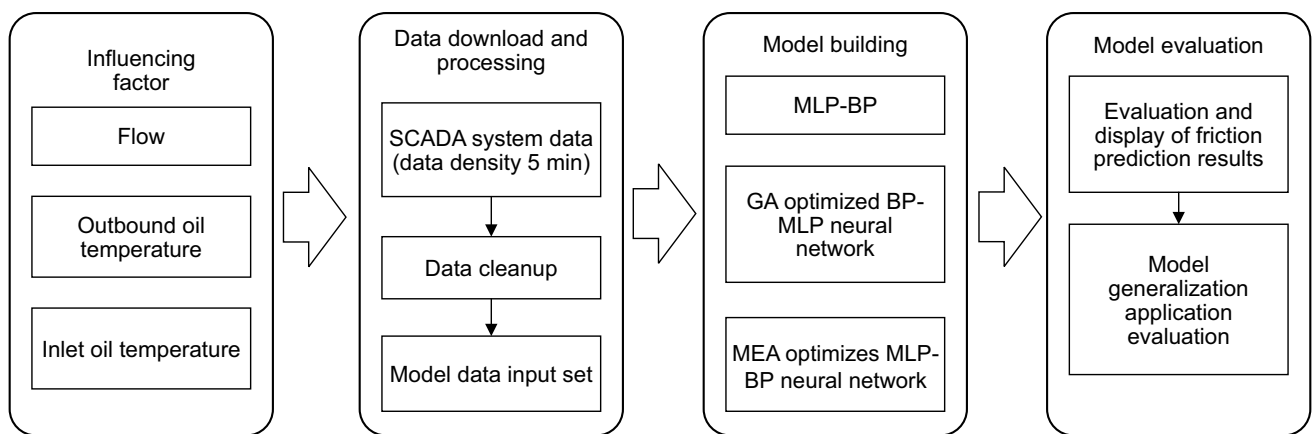 Influencing
factor
Flow
Outbound oil
temperature
Inlet oil temperature
Data download and
processing
SCADA system data
(data density 5 min)
Data cleanup
Model data input set
Model building
MLP-BP
GA optimized BP-
MLP neural
network
MEA optimizes MLP-
BP neural network
Model evaluation
Evaluation and
display of friction
prediction results
Model
generalization
application
evaluation